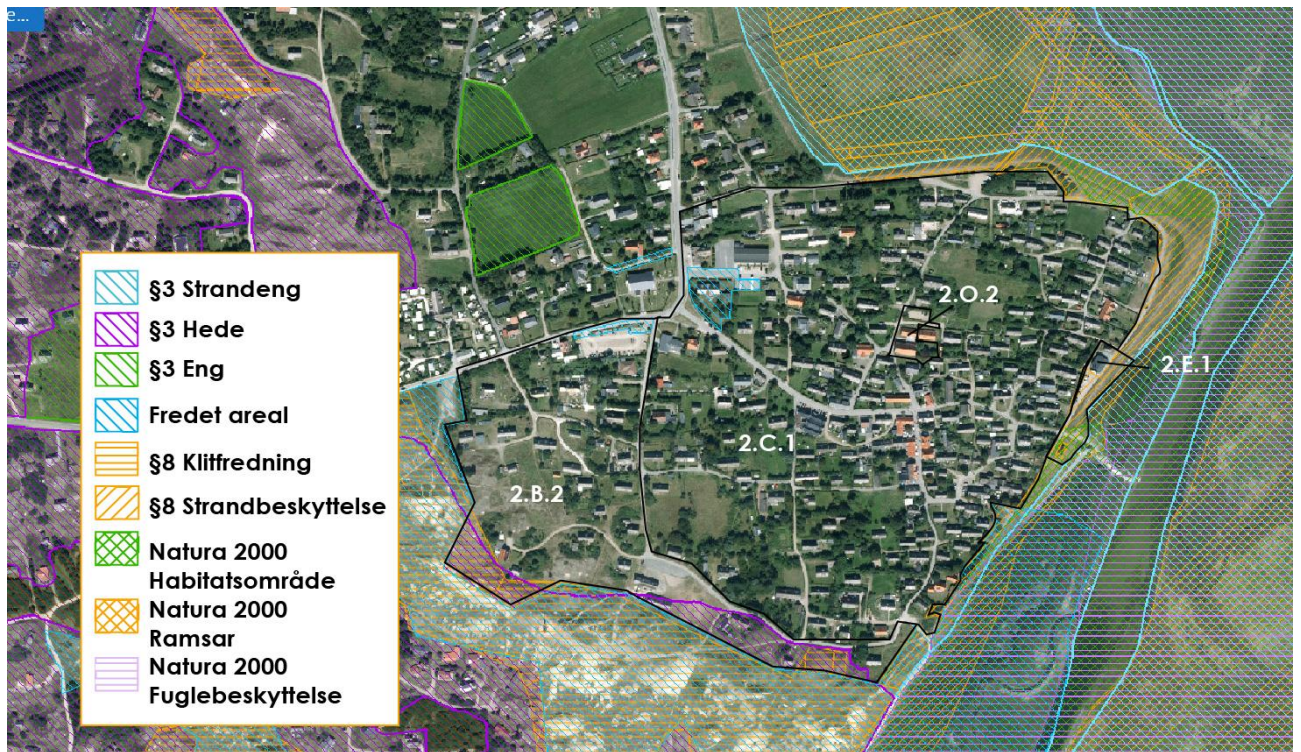 e...
§3 Strandeng
§3 Hede
§3 Eng
Fredet areal
§8 Klitfredning
§8 Strandbeskyttelse
Natura 2000
Habitatsområde
Natura 2000
Ramsar
Natura 2000
Fuglebeskyttelse
2.O.2
2.E.1
2.C.1
2.B.2